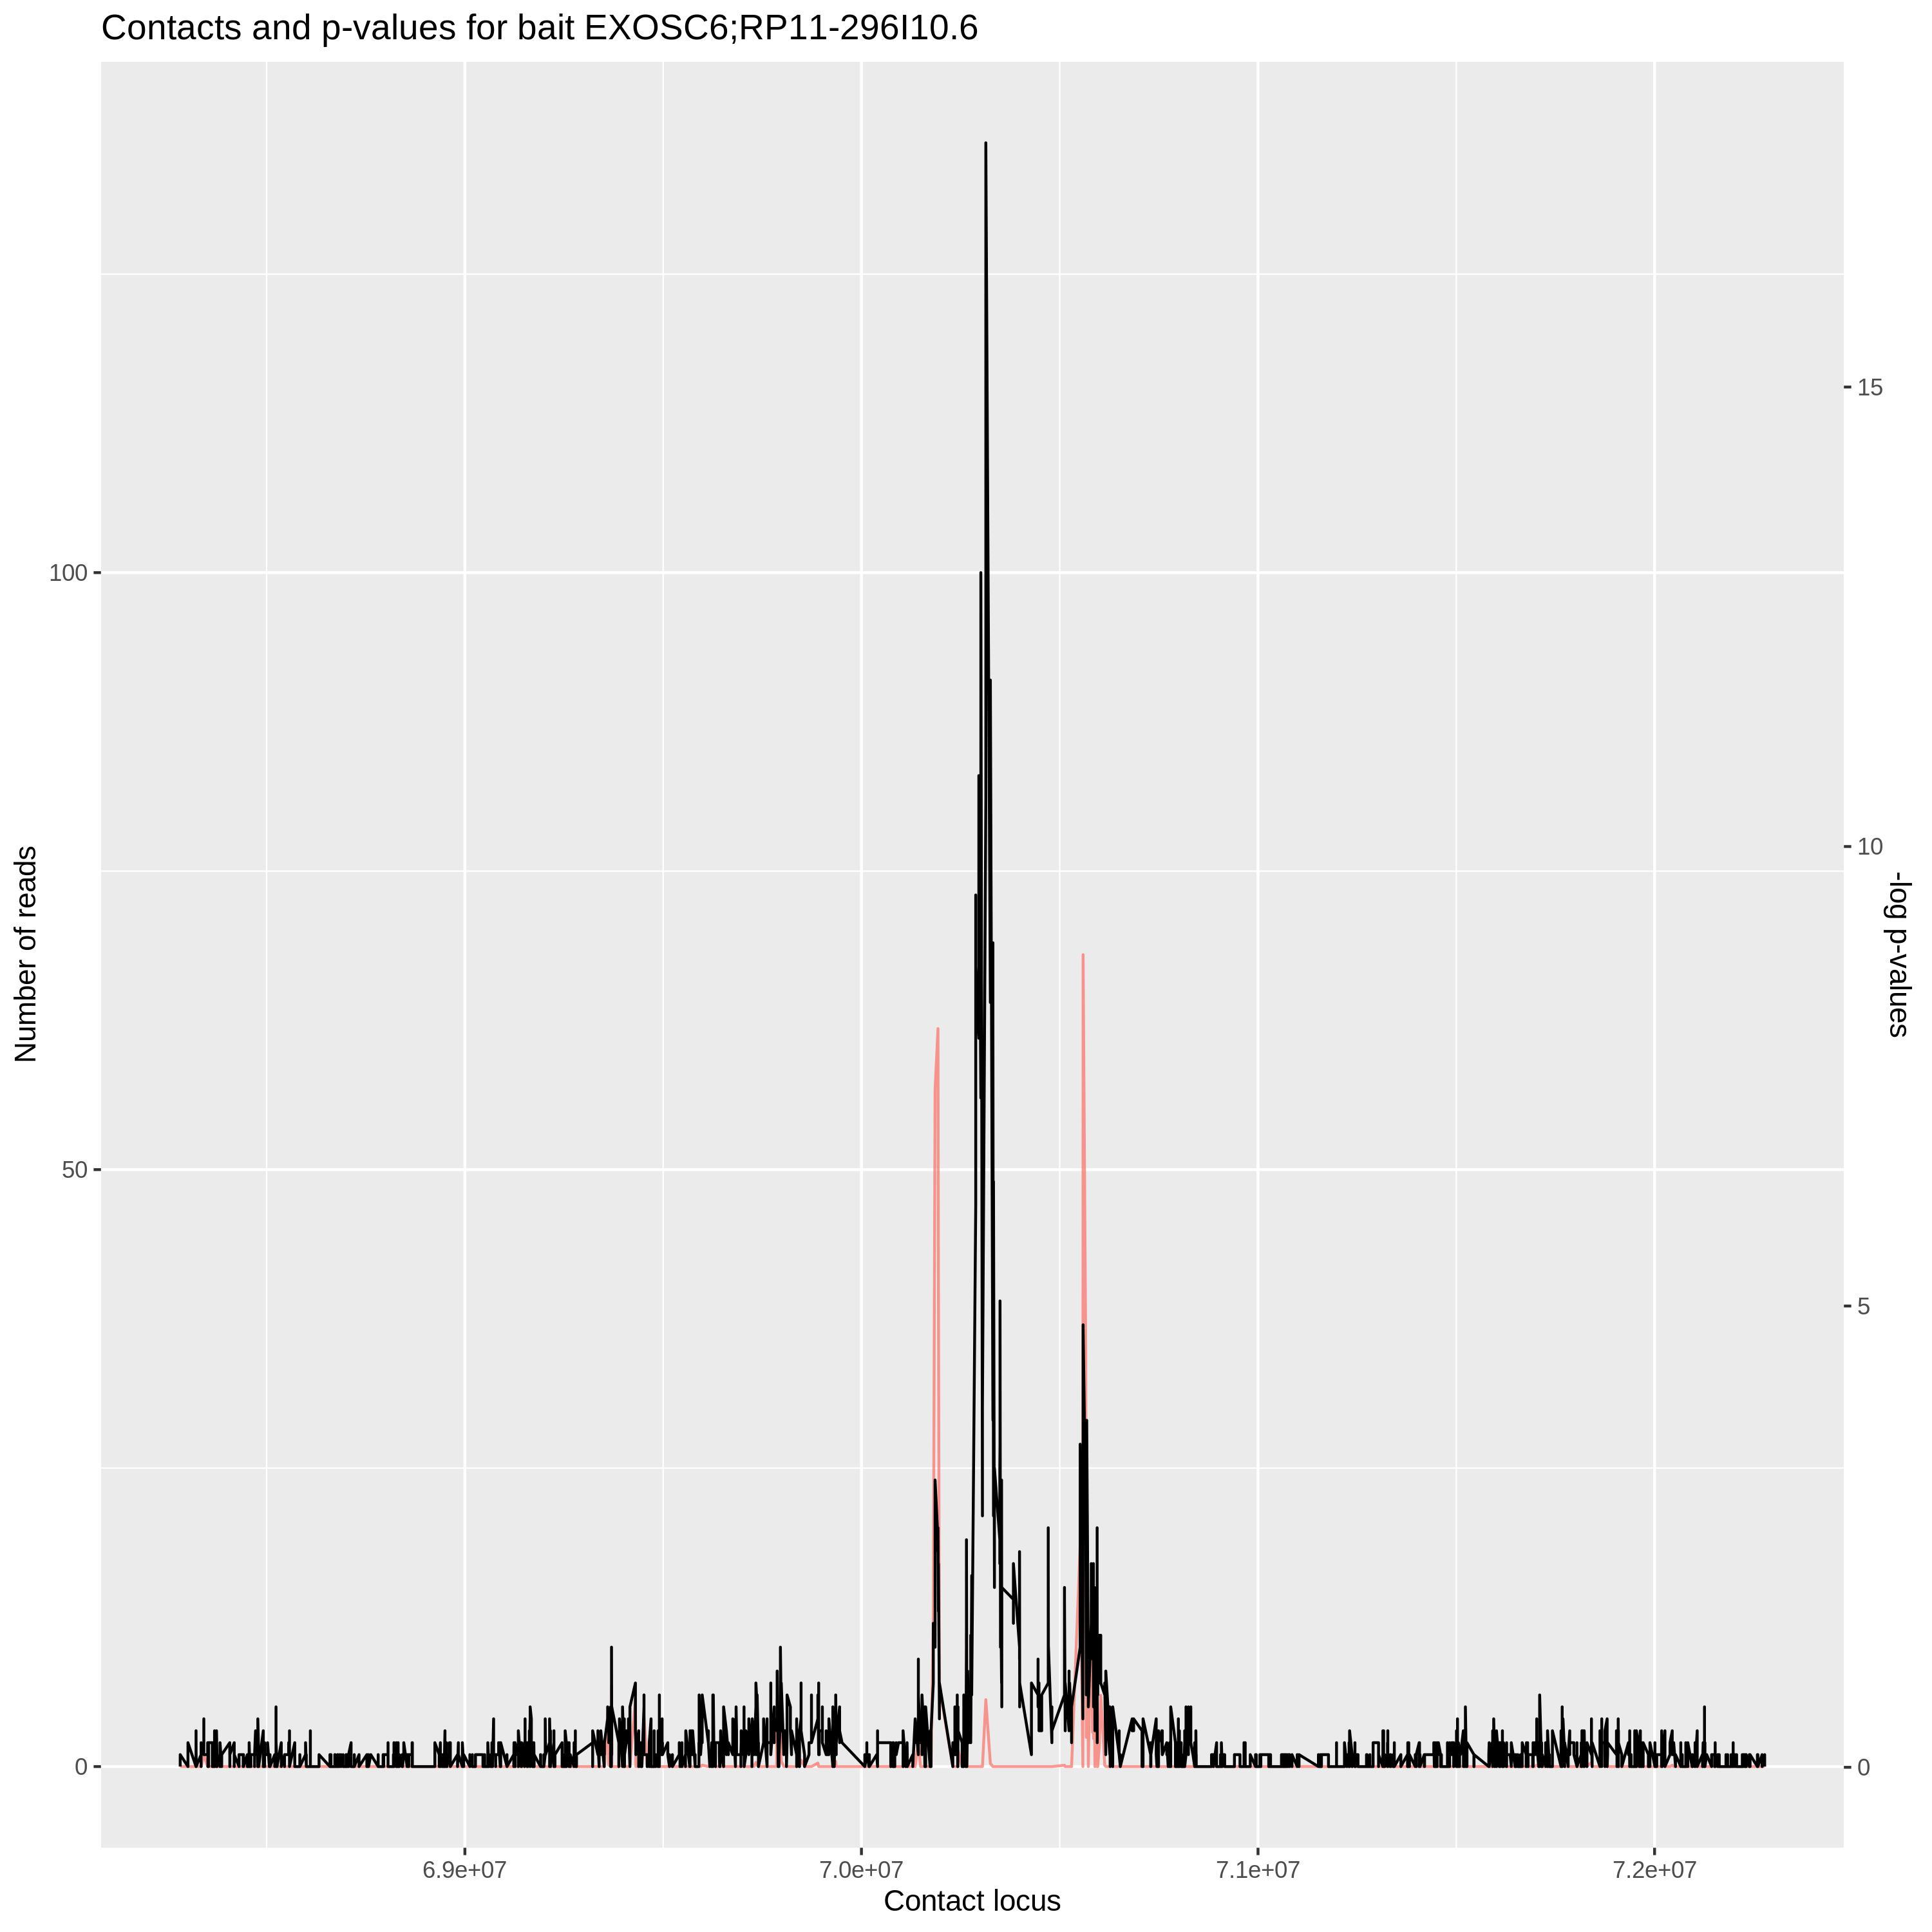 Contacts and p-values for bait EXOSC6;RP11-296I10.6
Number of reads
100
50
0
15
10
5
0
-log p-values
6.9e+07 7.0e+07 7.1e+07 7.2e+07
Contact locus